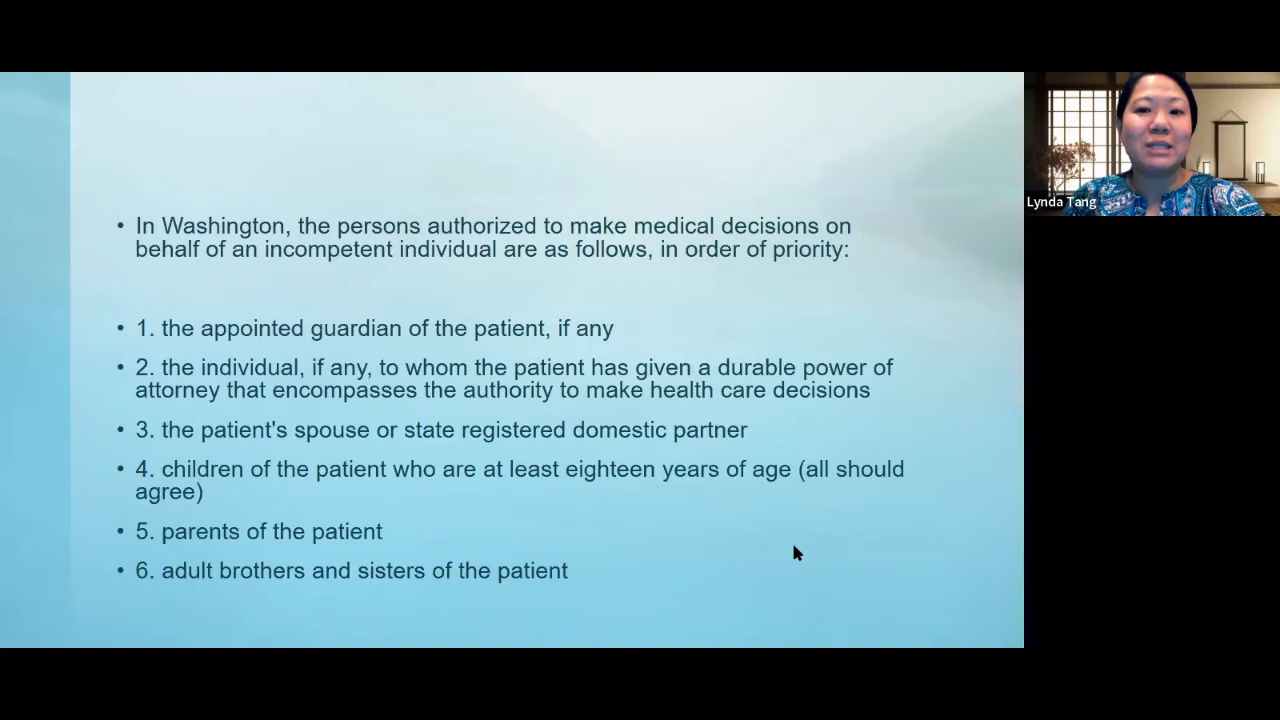 • In Washington, the persons authorized to make medical decisions on
behalf of an incompetent individual are as follows, in order of priority:
• 1. the appointed guardian of the patient, if any
• 2. the individual, if any, to whom the patient has given a durable power of
attorney that encompasses the authority to make health care decisions
• 3. the patient's spouse or state registered domestic partner
• 4. children of the patient who are at least eighteen years of age (all should
agree)
• 5. parents of the patient
• 6. adult brothers and sisters of the patient
Lynda Tang